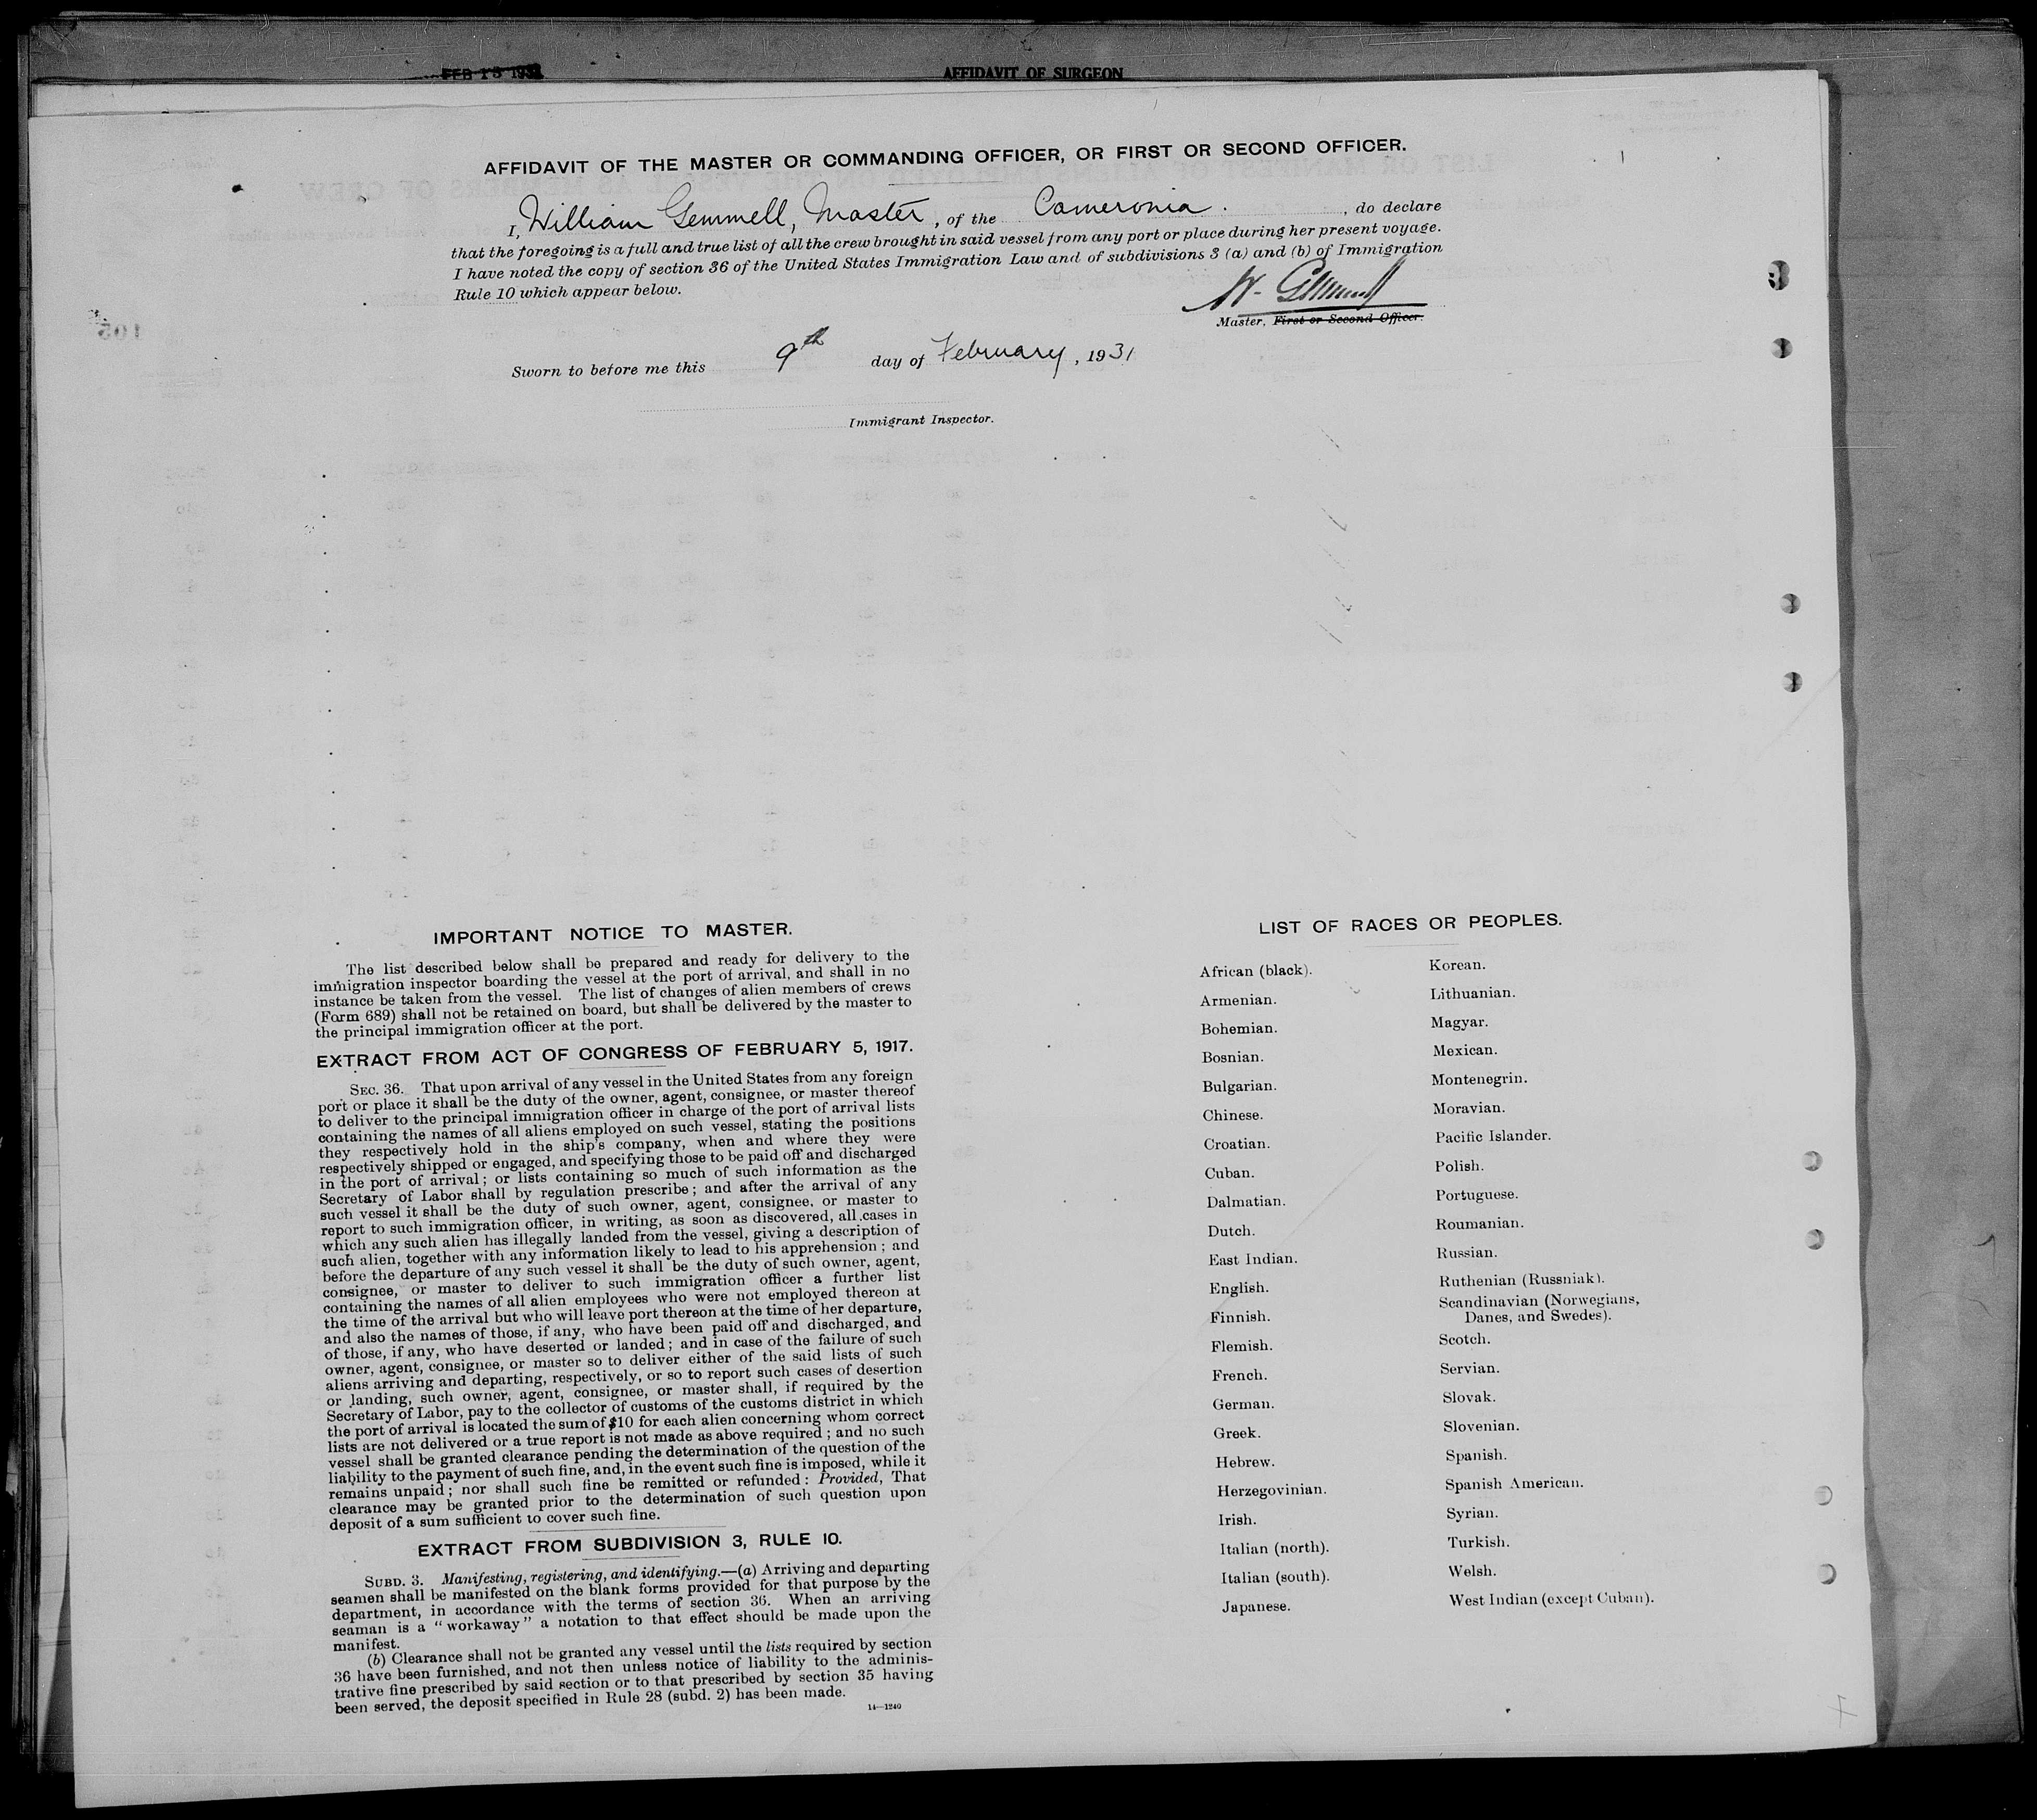 FEB 13 1931
AFFIDAVIT OF SURGEON
AFFIDAVIT OF THE MASTER OR COMMANDING OFFICER, OR FIRST OR SECOND OFFICER.
I, William Gemmell, Master, of the Cameronia. , do declare
that the foregoing is a full and true list of all the crew brought in said vessel from any port or place during her present voyage.
I have noted the copy of section 36 of the United States Immigration Law and of subdivisions 3 (a) and (b) of Immigration
Rule 10 which appear below.
W. Gemmell
Master, First or Second Officer.
Sworn to before me this 9th day of February, 1931
Immigrant Inspector.
IMPORTANT NOTICE TO MASTER.
The list described below shall be prepared and ready for delivery to the
immigration inspector boarding the vessel at the port of arrival, and shall in no
instance be taken from the vessel. The list of changes of alien members of crews
(Form 689) shall not be retained on board, but shall be delivered by the master to
the principal immigration officer at the port.
EXTRACT FROM ACT OF CONGRESS OF FEBRUARY 5, 1917.
SEC. 36. That upon arrival of any vessel in the United States from any foreign
port or place it shall be the duty of the owner, agent, consignee, or master thereof
to deliver to the principal immigration officer in charge of the port of arrival lists
containing the names of all aliens employed on such vessel, stating the positions
they respectively hold in the ship's company, when and where they were
respectively shipped or engaged, and specifying those to be paid off and discharged
in the port of arrival; or lists containing so much of such information as the
Secretary of Labor shall by regulation prescribe; and after the arrival of any
such vessel it shall be the duty of such owner, agent, consignee, or master to
report to such immigration officer, in writing, as soon as discovered, all cases in
which any such alien has illegally landed from the vessel, giving a description of
such alien, together with any information likely to lead to his apprehension; and
before the departure of any such vessel it shall be the duty of such owner, agent,
consignee, or master to deliver to such immigration officer a further list
containing the names of all alien employees who were not employed thereon at
the time of the arrival but who will leave port thereon at the time of her departure,
and also the names of those, if any, who have been paid off and discharged, and
of those, if any, who have deserted or landed; and in case of the failure of such
owner, agent, consignee, or master so to deliver either of the said lists of such
aliens arriving and departing, respectively, or so to report such cases of desertion
or landing, such owner, agent, consignee, or master shall, if required by the
Secretary of Labor, pay to the collector of customs of the customs district in which
the port of arrival is located the sum of $10 for each alien concerning whom correct
lists are not delivered or a true report is not made as above required; and no such
vessel shall be granted clearance pending the determination of the question of the
liability to the payment of such fine, and, in the event such fine is imposed, while it
remains unpaid; nor shall such fine be remitted or refunded: Provided, That
clearance may be granted prior to the determination of such question upon
deposit of a sum sufficient to cover such fine.
EXTRACT FROM SUBDIVISION 3, RULE 10.
SUBD. 3. Manifesting, registering, and identifying.—(a) Arriving and departing
seamen shall be manifested on the blank forms provided for that purpose by the
department, in accordance with the terms of section 36. When an arriving
seaman is a "workaway" a notation to that effect should be made upon the
manifest.
(b) Clearance shall not be granted any vessel until the lists required by section
36 have been furnished, and not then unless notice of liability to the adminis-
trative fine prescribed by said section or to that prescribed by section 35 having
been served, the deposit specified in Rule 28 (subd. 2) has been made.
14—1240
LIST OF RACES OR PEOPLES.
African (black).
Armenian.
Bohemian.
Bosnian.
Bulgarian.
Chinese.
Croatian.
Cuban.
Dalmatian.
Dutch.
East Indian.
English.
Finnish.
Flemish.
French.
German.
Greek.
Hebrew.
Herzegovinian.
Irish.
Italian (north).
Italian (south).
Japanese.
Korean.
Lithuanian.
Magyar.
Mexican.
Montenegrin.
Moravian.
Pacific Islander.
Polish.
Portuguese.
Roumanian.
Russian.
Ruthenian (Russniak).
Scandinavian (Norwegians,
Danes, and Swedes).
Scotch.
Servian.
Slovak.
Slovenian.
Spanish.
Spanish American.
Syrian.
Turkish.
Welsh.
West Indian (except Cuban).